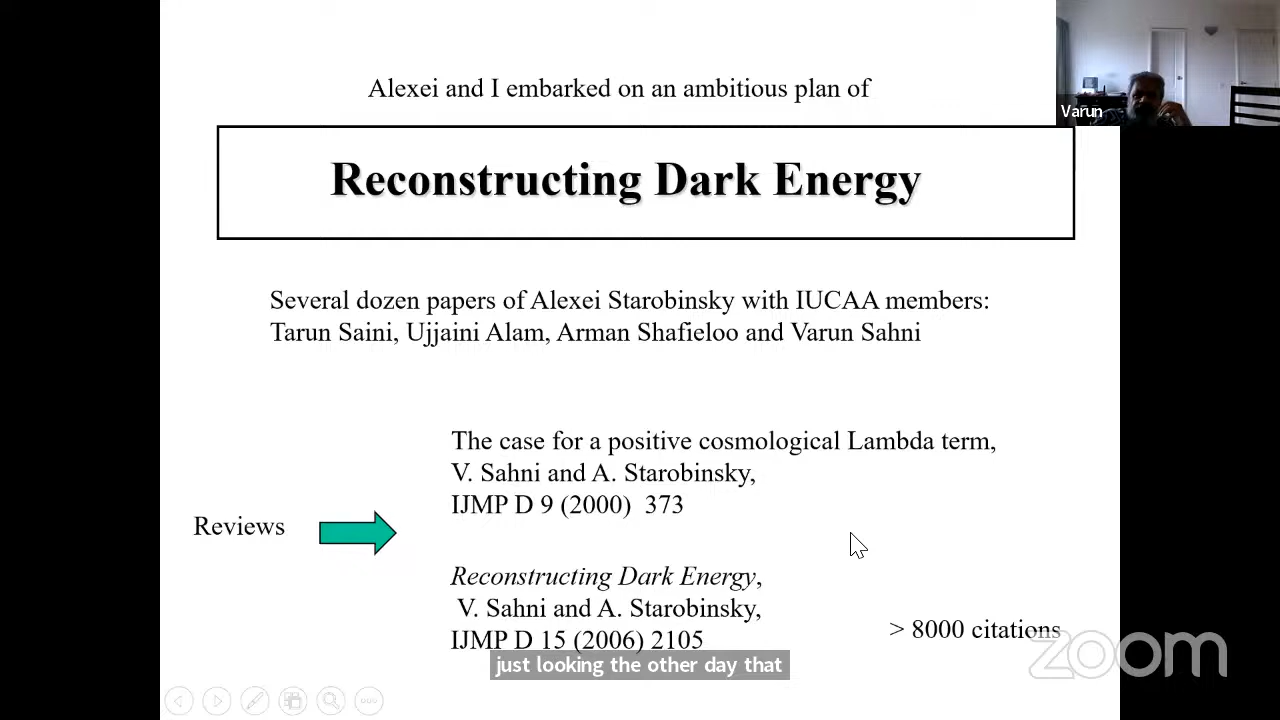 Alexei and I embarked on an ambitious plan of
Varun
Reconstructing Dark Energy
Several dozen papers of Alexei Starobinsky with IUCAA members:
Tarun Saini, Ujjaini Alam, Arman Shafieloo and Varun Sahni
The case for a positive cosmological Lambda term,
V. Sahni and A. Starobinsky,
IJMP D 9 (2000) 373
Reviews
Reconstructing Dark Energy,
V. Sahni and A. Starobinsky,
IJMP D 15 (2006) 2105
> 8000 citations
just looking the other day that
zoom